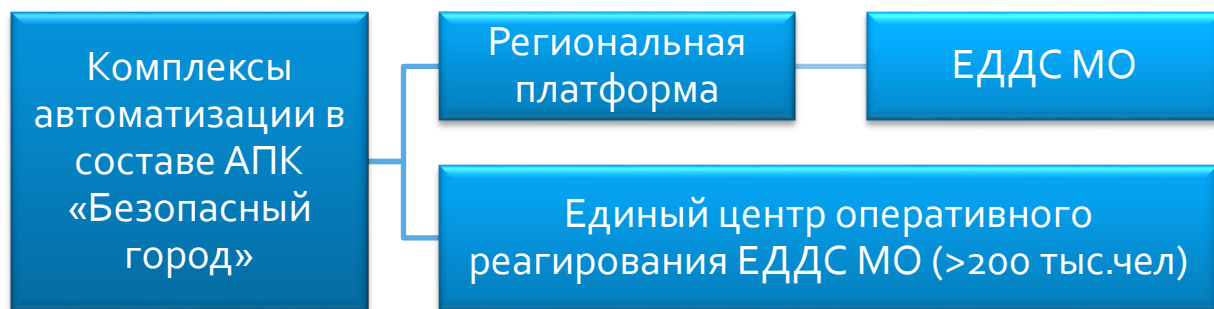 Комплексы
автоматизации в
составе АПК
«Безопасный
город»
Региональная
платформа
ЕДДС МО
Единый центр оперативного
реагирования ЕДДС МО (>200 тыс.чел)